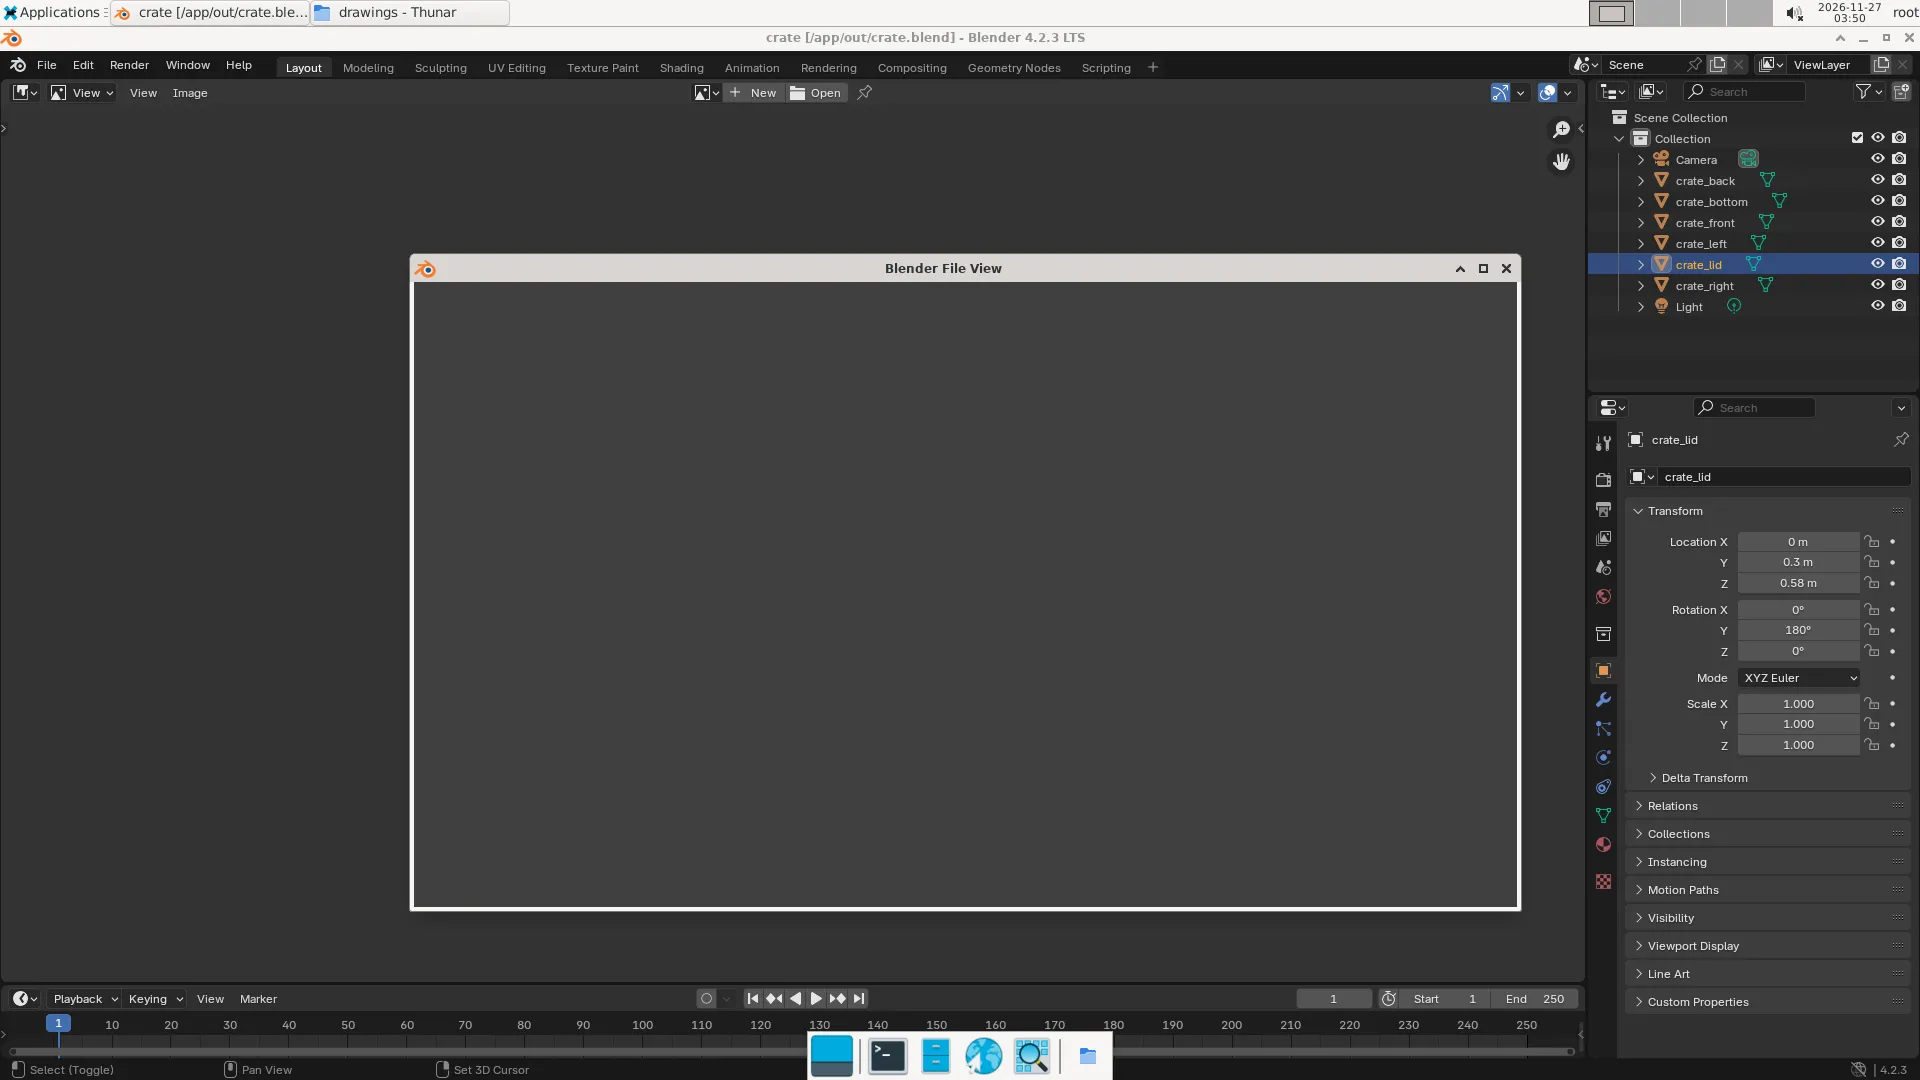 Applications
crate [/app/out/crate.ble...
drawings - Thunar
2026-11-27
03:50
root
crate [/app/out/crate.blend] - Blender 4.2.3 LTS
File Edit Render Window Help
Layout Modeling Sculpting UV Editing Texture Paint Shading Animation Rendering Compositing Geometry Nodes Scripting
Scene
ViewLayer
View View Image
New Open
Search
Scene Collection
Collection
Camera
crate_back
crate_bottom
crate_front
crate_left
crate_lid
crate_right
Light
Blender File View
Search
crate_lid
crate_lid
Transform
Location X 0 m
Y 0.3 m
Z 0.58 m
Rotation X 0°
Y 180°
Z 0°
Mode XYZ Euler
Scale X 1.000
Y 1.000
Z 1.000
Delta Transform
Relations
Collections
Instancing
Motion Paths
Visibility
Viewport Display
Line Art
Custom Properties
Playback Keying View Marker
1 Start 1 End 250
1 10 20 30 40 50 60 70 80 90 100 110 120 130 140 150 160 170 180 190 200 210 220 230 240 250
Select (Toggle) Pan View Set 3D Cursor
4.2.3